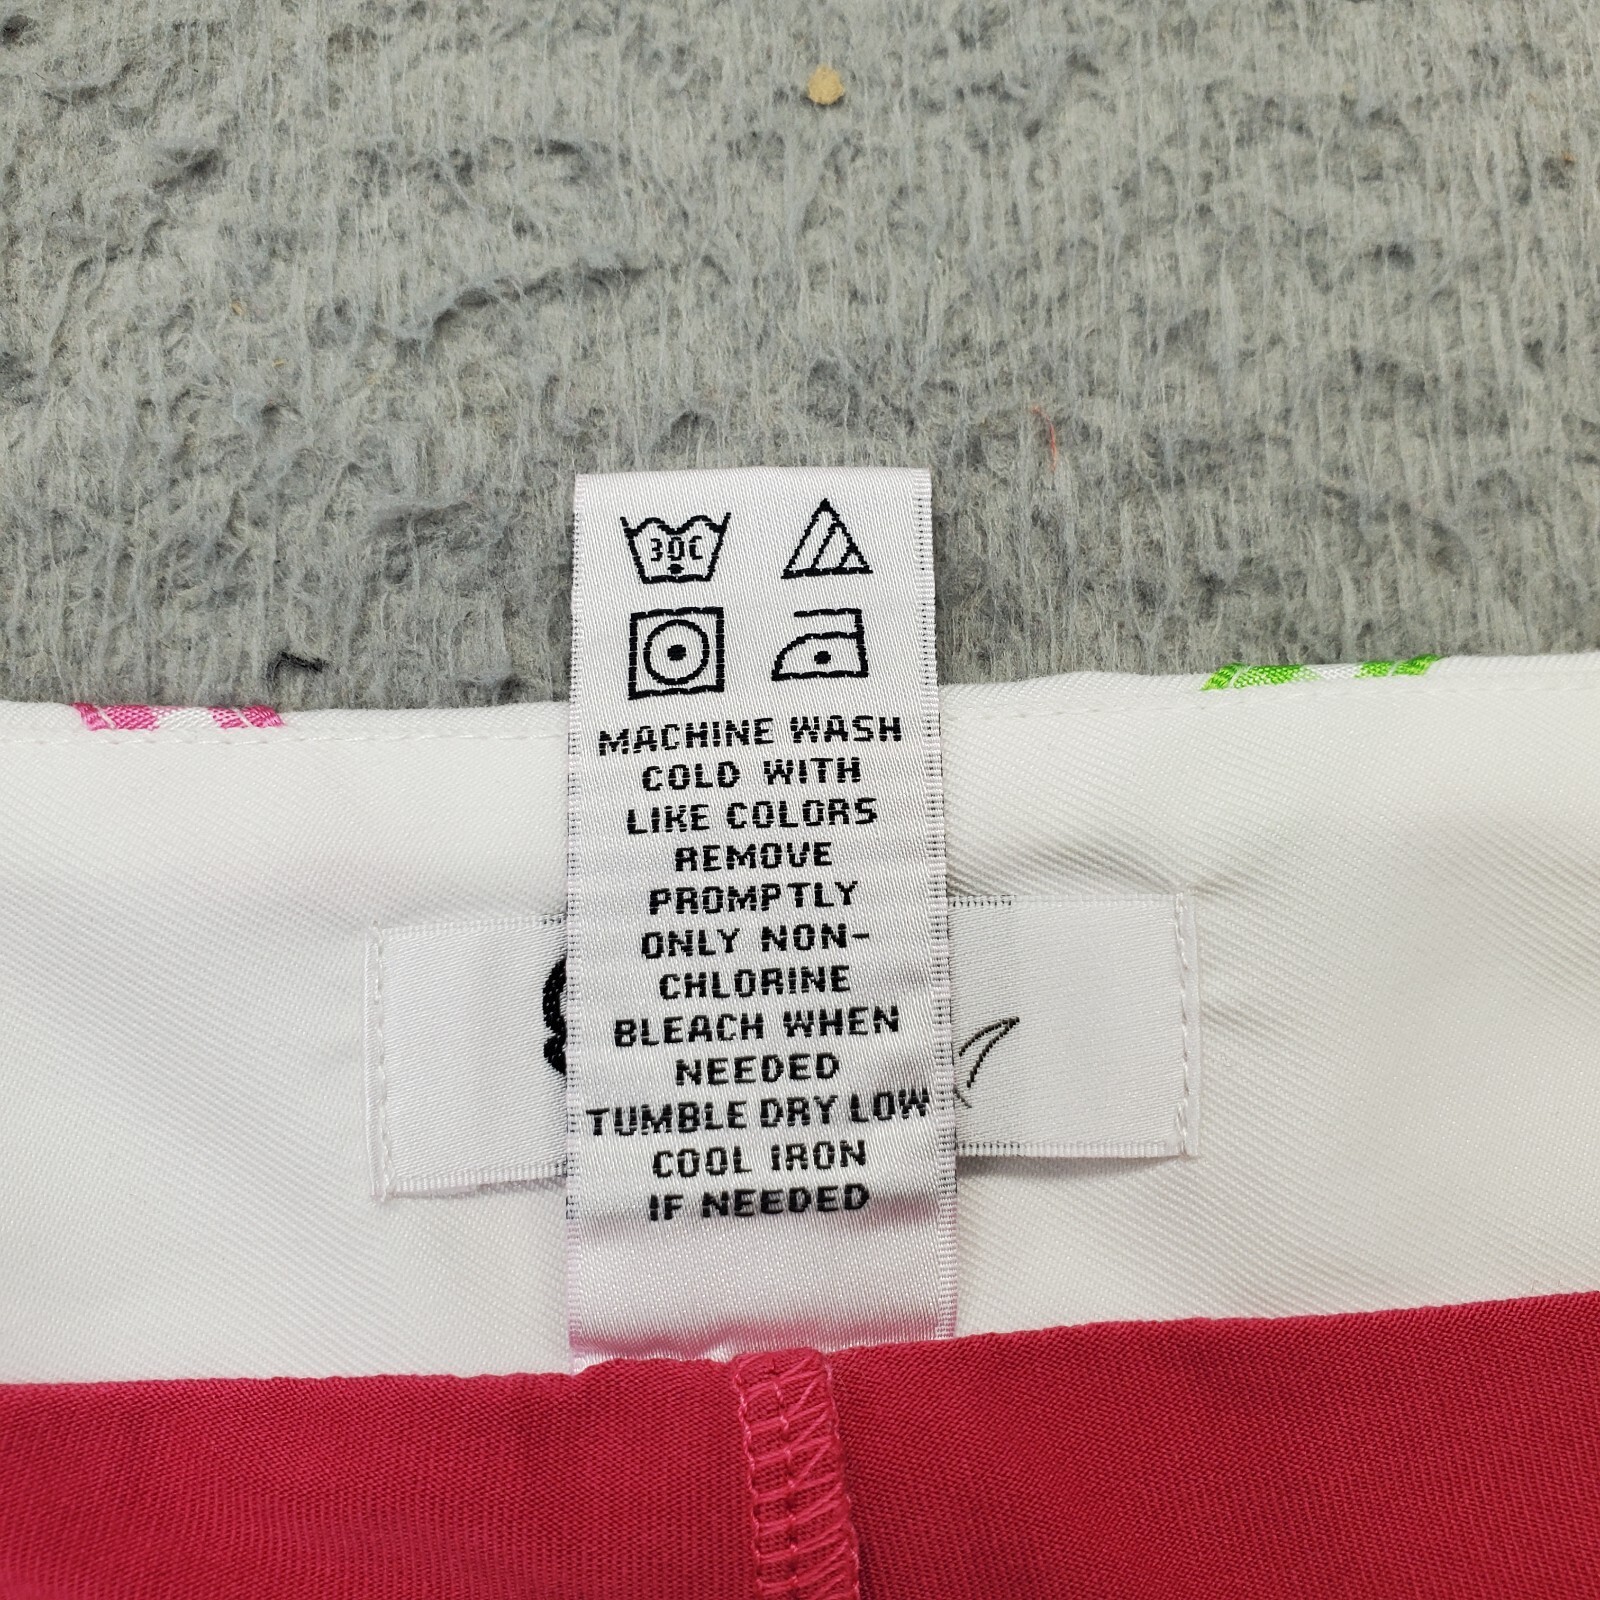 30C
MACHINE WASH
COLD WITH
LIKE COLORS
REMOVE
PROMPTLY
ONLY NON-
CHLORINE
BLEACH WHEN
NEEDED
TUMBLE DRY LOW
COOL IRON
IF NEEDED